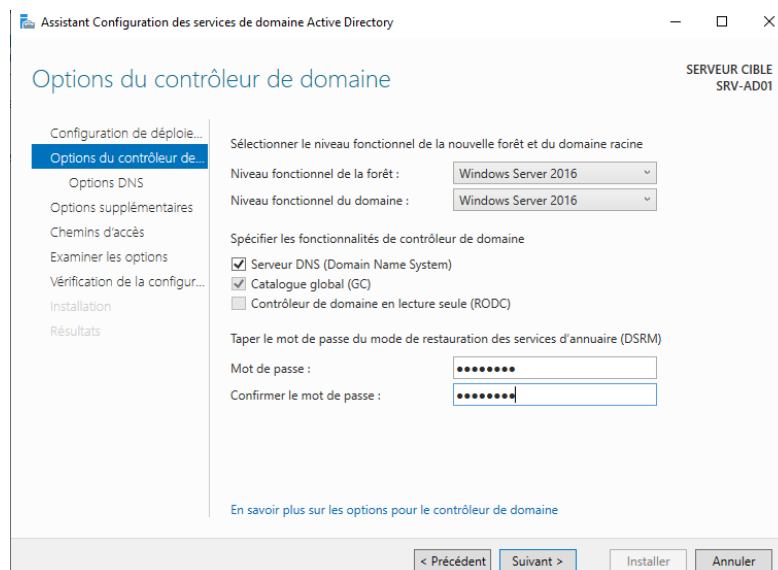 Assistant Configuration des services de domaine Active Directory
Options du contrôleur de domaine
SERVEUR CIBLE
SRV-AD01
Configuration de déploie...
Options du contrôleur de...
Options DNS
Options supplémentaires
Chemins d'accès
Examiner les options
Vérification de la configur...
Installation
Résultats
Sélectionner le niveau fonctionnel de la nouvelle forêt et du domaine racine
Niveau fonctionnel de la forêt : Windows Server 2016
Niveau fonctionnel du domaine : Windows Server 2016
Spécifier les fonctionnalités de contrôleur de domaine
Serveur DNS (Domain Name System)
Catalogue global (GC)
Contrôleur de domaine en lecture seule (RODC)
Taper le mot de passe du mode de restauration des services d'annuaire (DSRM)
Mot de passe : ●●●●●●●●
Confirmer le mot de passe : ●●●●●●●●
En savoir plus sur les options pour le contrôleur de domaine
< Précédent Suivant > Installer Annuler